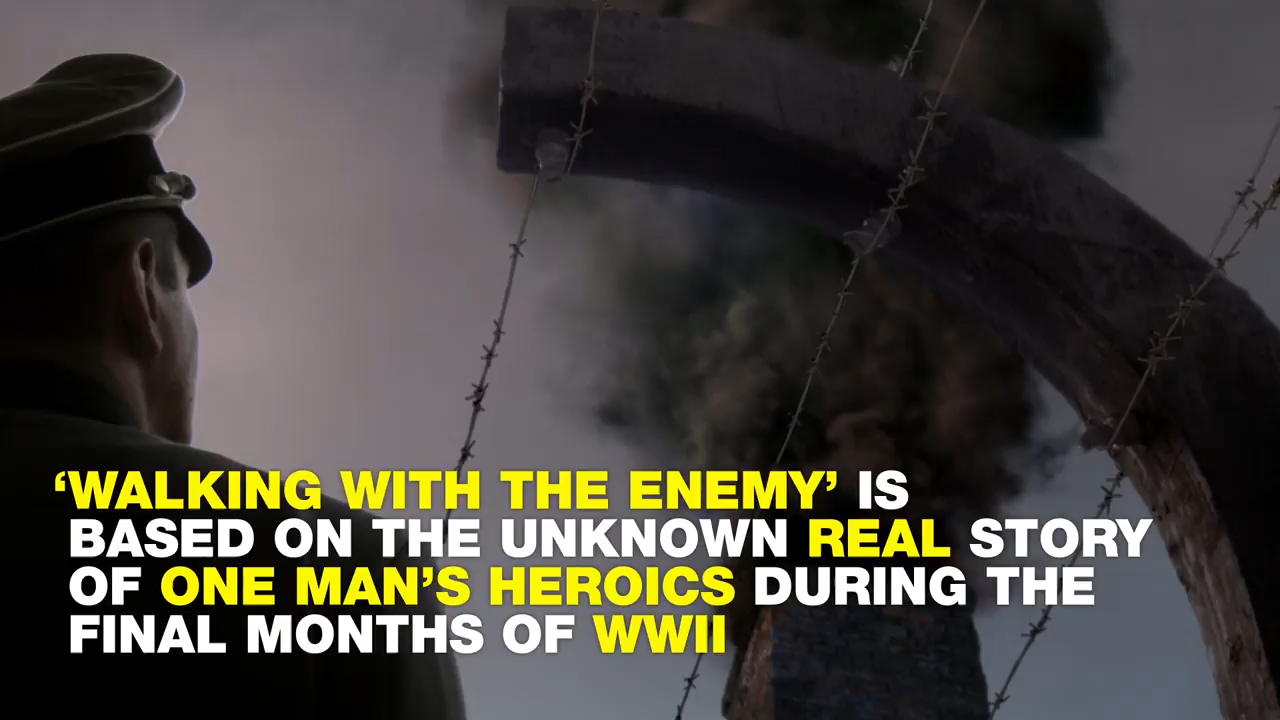 ‘WALKING WITH THE ENEMY’ IS
BASED ON THE UNKNOWN REAL STORY
OF ONE MAN’S HEROICS DURING THE
FINAL MONTHS OF WWII